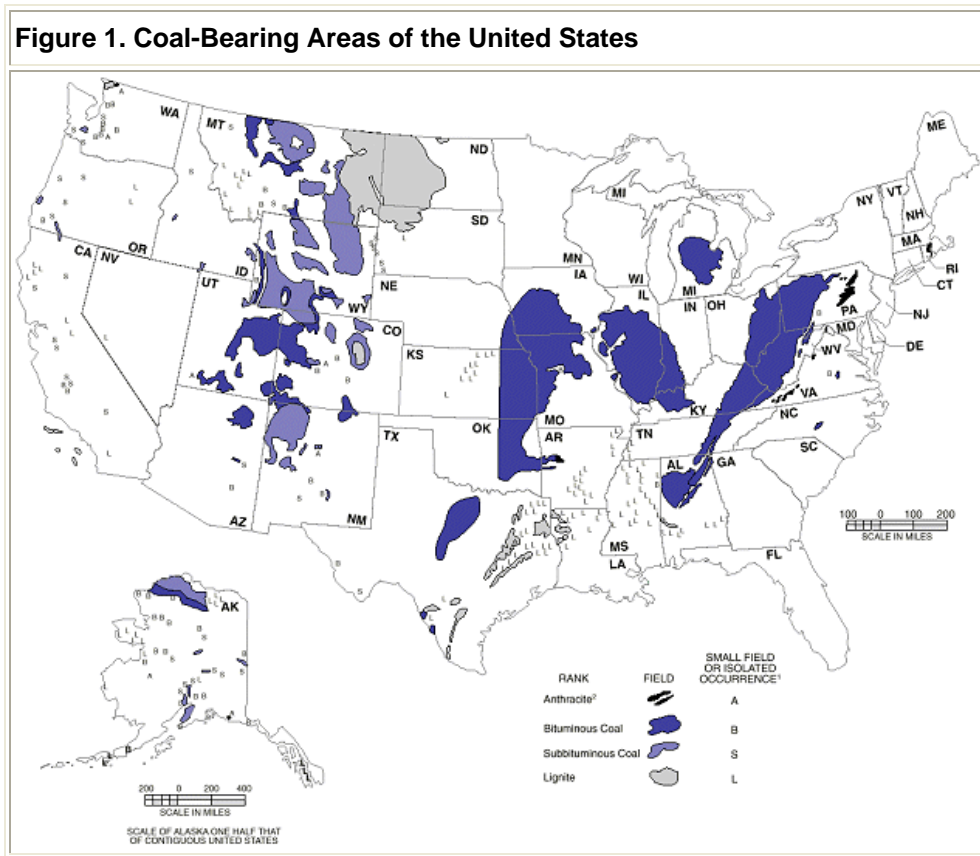 Figure 1. Coal-Bearing Areas of the United States
WA
MT
ND
ME
MI
NY
VT
NH
SD
MN
MA
OR
CA
NV
ID
IA
WI
RI
CT
UT
NE
WY
IL
MI
IN
OH
PA
NJ
CO
MD
DE
KS
WV
VA
KY
NC
MO
OK
TX
AR
TN
SC
AL
GA
AZ
NM
MS
LA
FL
100 0 100 200
SCALE IN MILES
AK
RANK
FIELD
SMALL FIELD
OR ISOLATED
OCCURRENCE¹
Anthracite²
A
Bituminous Coal
B
Subbituminous Coal
S
Lignite
L
200 0 200 400
SCALE IN MILES
SCALE OF ALASKA ONE HALF THAT
OF CONTIGUOUS UNITED STATES